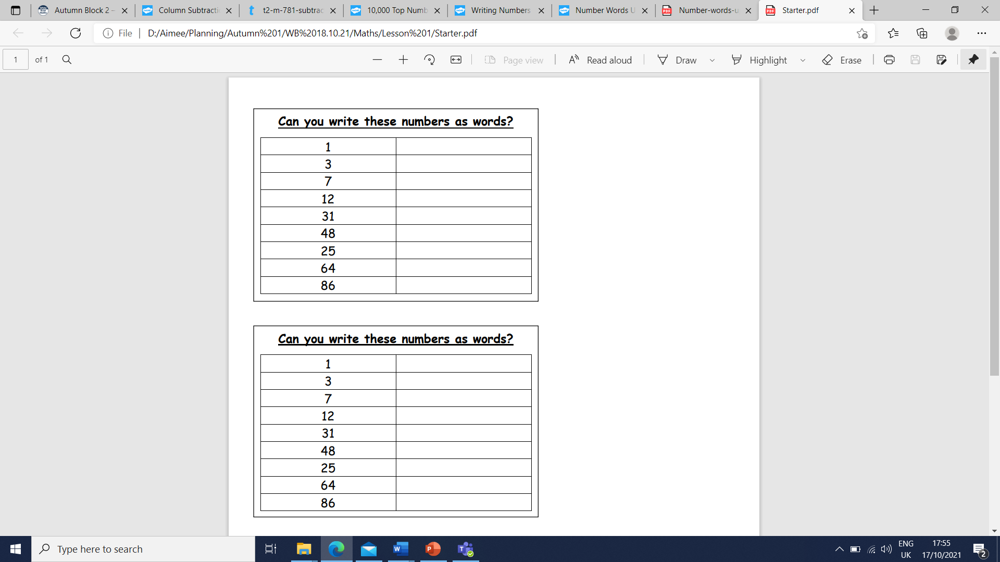 Autumn Block 2 -
Column Subtracti
t2-m-781-subtrac
10,000 Top Numb
Writing Numbers
Number Words U
Number-words-u
Starter.pdf
File
D:/Aimee/Planning/Autumn%201/WB%2018.10.21/Maths/Lesson%201/Starter.pdf
1 of 1
Page view
Read aloud
Draw
Highlight
Erase
Can you write these numbers as words?
1
3
7
12
31
48
25
64
86
Can you write these numbers as words?
1
3
7
12
31
48
25
64
86
Type here to search
ENG
UK
17:55
17/10/2021
2